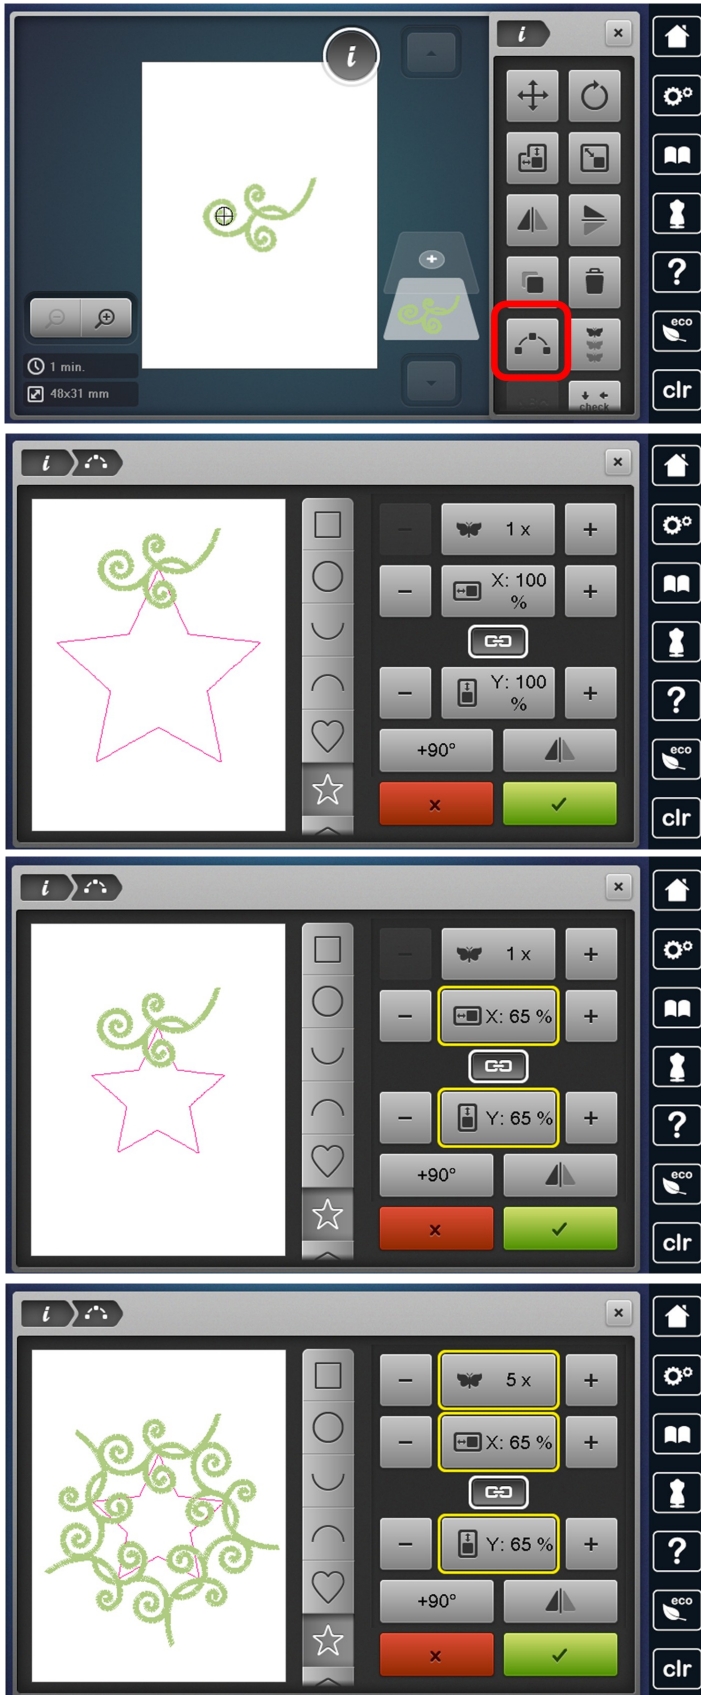 i
i
1 min.
48x31 mm
check
?
eco
clr
i
1 x
X: 100
%
Y: 100
%
+90°
?
eco
clr
i
1 x
X: 65 %
Y: 65 %
+90°
?
eco
clr
i
5 x
X: 65 %
Y: 65 %
+90°
?
eco
clr